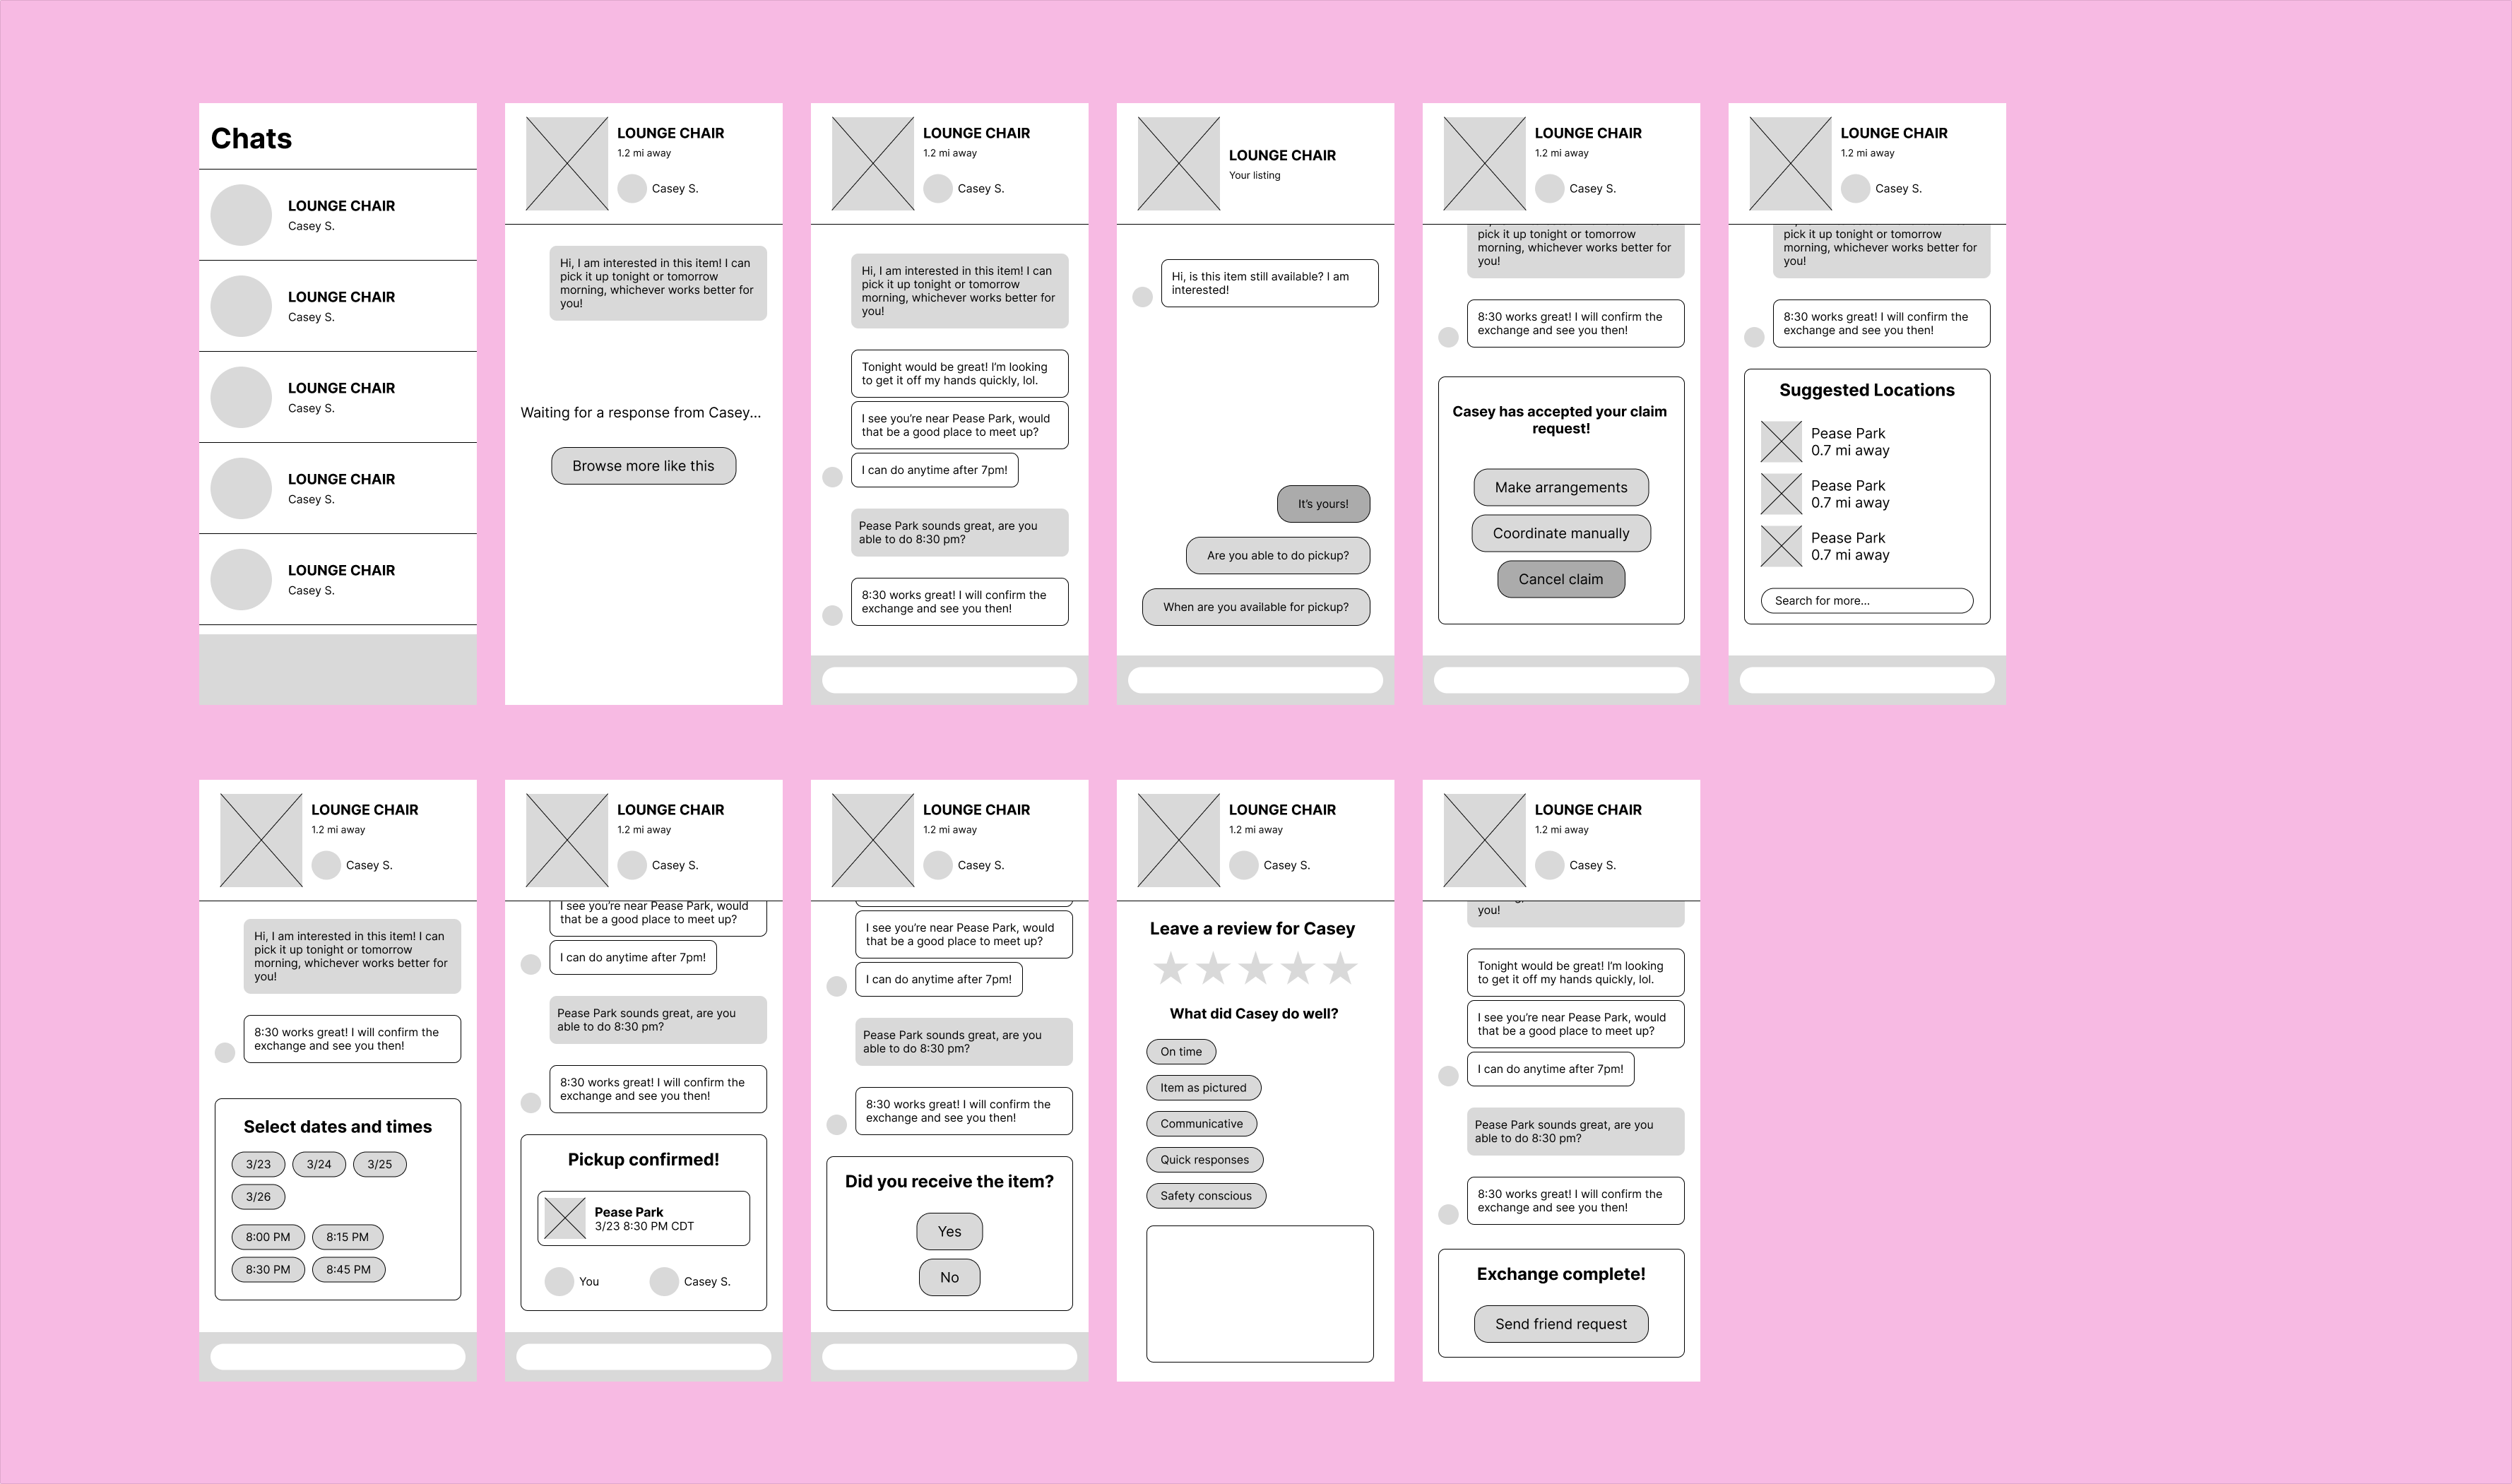 Chats
LOUNGE CHAIR
Casey S.
LOUNGE CHAIR
Casey S.
LOUNGE CHAIR
Casey S.
LOUNGE CHAIR
Casey S.
LOUNGE CHAIR
Casey S.
LOUNGE CHAIR
1.2 mi away
Casey S.
Hi, I am interested in this item! I can
pick it up tonight or tomorrow
morning, whichever works better for
you!
Waiting for a response from Casey...
Browse more like this
LOUNGE CHAIR
1.2 mi away
Casey S.
Hi, I am interested in this item! I can
pick it up tonight or tomorrow
morning, whichever works better for
you!
Tonight would be great! I'm looking
to get it off my hands quickly, lol.
I see you're near Pease Park, would
that be a good place to meet up?
I can do anytime after 7pm!
Pease Park sounds great, are you
able to do 8:30 pm?
8:30 works great! I will confirm the
exchange and see you then!
LOUNGE CHAIR
Your listing
Hi, is this item still available? I am
interested!
It's yours!
Are you able to do pickup?
When are you available for pickup?
LOUNGE CHAIR
1.2 mi away
Casey S.
pick it up tonight or tomorrow
morning, whichever works better for
you!
8:30 works great! I will confirm the
exchange and see you then!
Casey has accepted your claim
request!
Make arrangements
Coordinate manually
Cancel claim
LOUNGE CHAIR
1.2 mi away
Casey S.
pick it up tonight or tomorrow
morning, whichever works better for
you!
8:30 works great! I will confirm the
exchange and see you then!
Suggested Locations
Pease Park
0.7 mi away
Pease Park
0.7 mi away
Pease Park
0.7 mi away
Search for more...
LOUNGE CHAIR
1.2 mi away
Casey S.
Hi, I am interested in this item! I can
pick it up tonight or tomorrow
morning, whichever works better for
you!
8:30 works great! I will confirm the
exchange and see you then!
Select dates and times
3/23 3/24 3/25
3/26
8:00 PM 8:15 PM
8:30 PM 8:45 PM
LOUNGE CHAIR
1.2 mi away
Casey S.
I see you're near Pease Park, would
that be a good place to meet up?
I can do anytime after 7pm!
Pease Park sounds great, are you
able to do 8:30 pm?
8:30 works great! I will confirm the
exchange and see you then!
Pickup confirmed!
Pease Park
3/23 8:30 PM CDT
You Casey S.
LOUNGE CHAIR
1.2 mi away
Casey S.
I see you're near Pease Park, would
that be a good place to meet up?
I can do anytime after 7pm!
Pease Park sounds great, are you
able to do 8:30 pm?
8:30 works great! I will confirm the
exchange and see you then!
Did you receive the item?
Yes
No
LOUNGE CHAIR
1.2 mi away
Casey S.
Leave a review for Casey
What did Casey do well?
On time
Item as pictured
Communicative
Quick responses
Safety conscious
LOUNGE CHAIR
1.2 mi away
Casey S.
you!
Tonight would be great! I'm looking
to get it off my hands quickly, lol.
I see you're near Pease Park, would
that be a good place to meet up?
I can do anytime after 7pm!
Pease Park sounds great, are you
able to do 8:30 pm?
8:30 works great! I will confirm the
exchange and see you then!
Exchange complete!
Send friend request